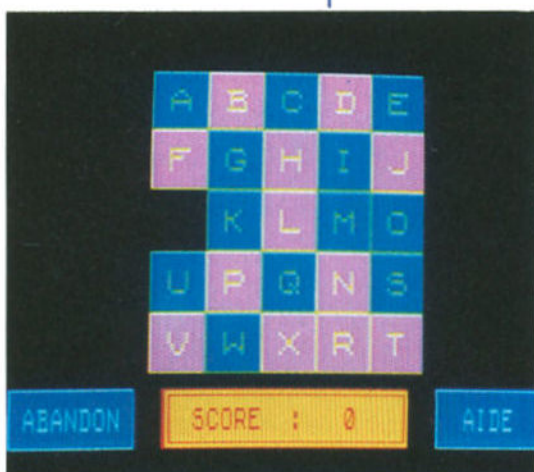 A B C D E
F G H I J
K L M O
U P Q N S
V W X R T
ABANDON SCORE : 0 AIDE